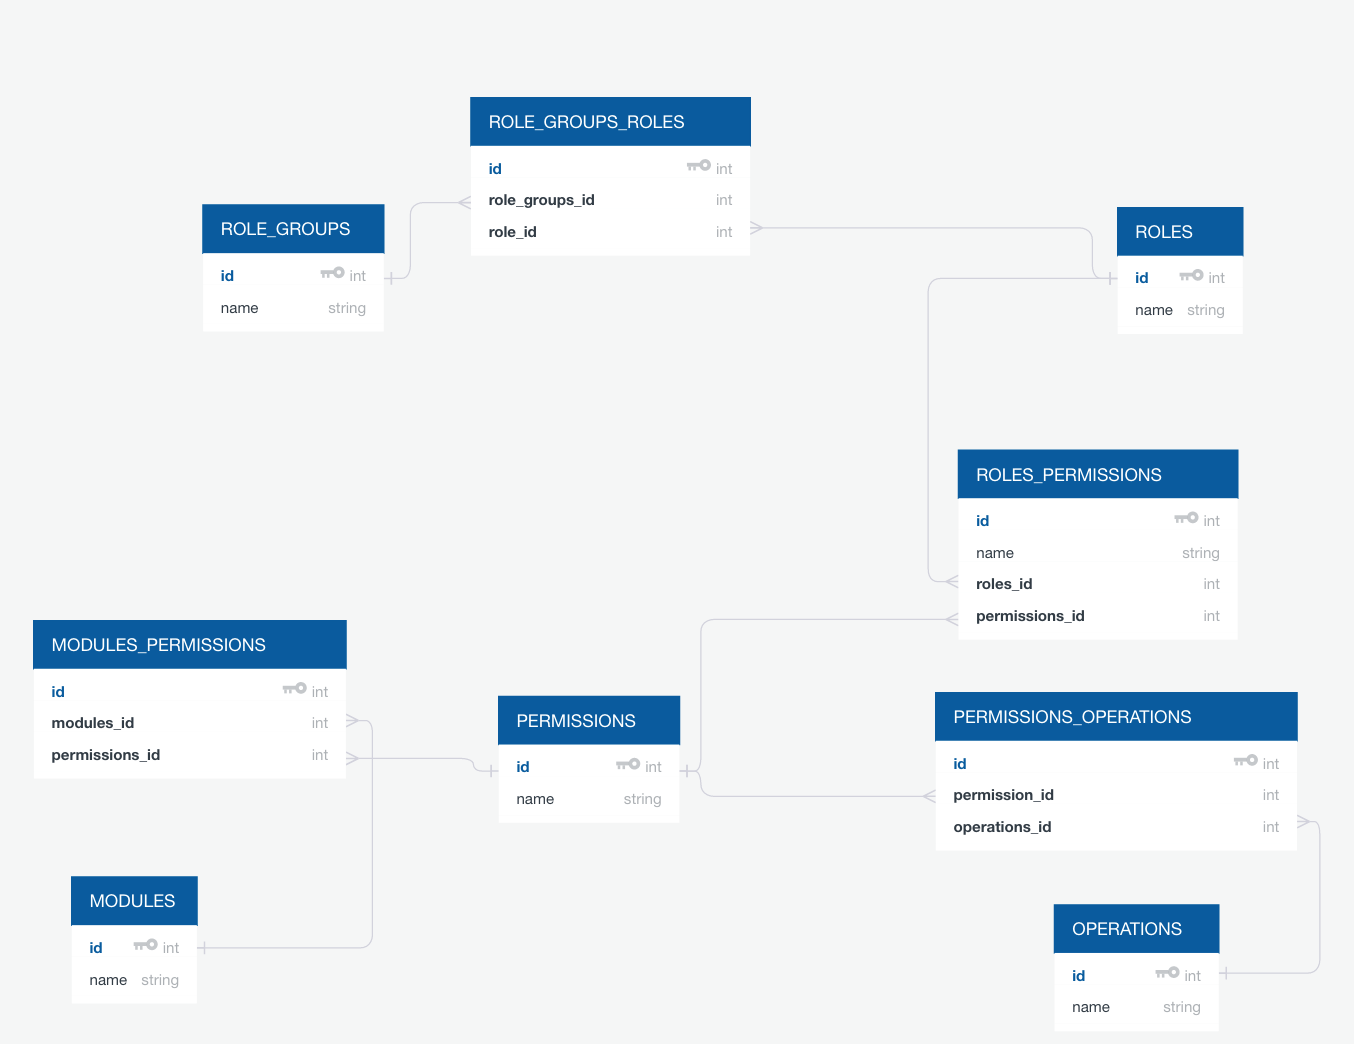 ROLE_GROUPS_ROLES
id int
role_groups_id int
role_id int
ROLE_GROUPS
id int
name string
ROLES
id int
name string
ROLES_PERMISSIONS
id int
name string
roles_id int
permissions_id int
MODULES_PERMISSIONS
id int
modules_id int
permissions_id int
PERMISSIONS
id int
name string
PERMISSIONS_OPERATIONS
id int
permission_id int
operations_id int
MODULES
id int
name string
OPERATIONS
id int
name string